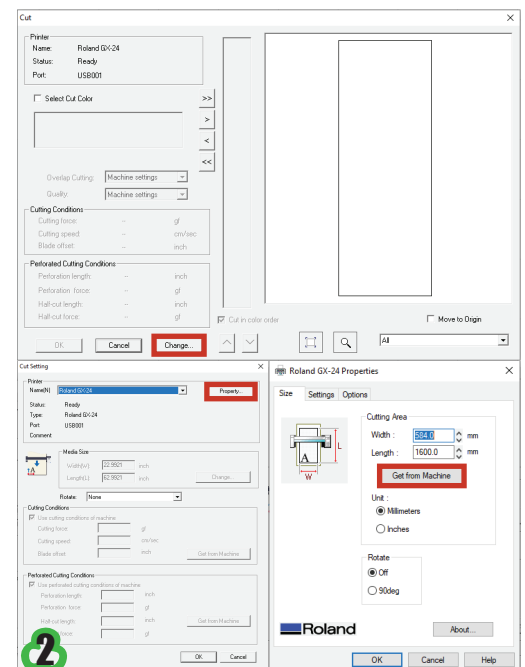 Cut
Printer
Name: Roland GX-24
Status: Ready
Port: USB001
Select Cut Color
>>
>
<
<<
Overlap Cutting: Machine settings
Quality: Machine settings
Cutting Conditions
Cutting force: -- gf
Cutting speed: -- cm/sec
Blade offset: -- inch
Perforated Cutting Conditions
Perforation length: -- inch
Perforation force: -- gf
Half-cut length: -- inch
Half-cut force: -- gf
Cut in color order
Move to Origin
OK Cancel Change... All
Cut Setting
Printer
Name(N) Roland GX-24 Property...
Status: Ready
Type: Roland GX-24
Port USB001
Comment
Media Size
Width(W) 22.9921 inch
Length(L) 62.9921 inch Change...
Rotate: None
Cutting Conditions
Use cutting conditions of machine
Cutting force: gf
Cutting speed: cm/sec
Blade offset: inch Get from Machine
Perforated Cutting Conditions
Use perforated cutting conditions of machine
Perforation length: inch
Perforation force: gf
Half-cut length: inch Get from Machine
force: gf
2
OK Cancel
Roland GX-24 Properties
Size Settings Options
A
L
W
Cutting Area
Width : 584.0 mm
Length : 1600.0 mm
Get from Machine
Unit :
Millimeters
Inches
Rotate
Off
90deg
Roland
About...
OK Cancel Help